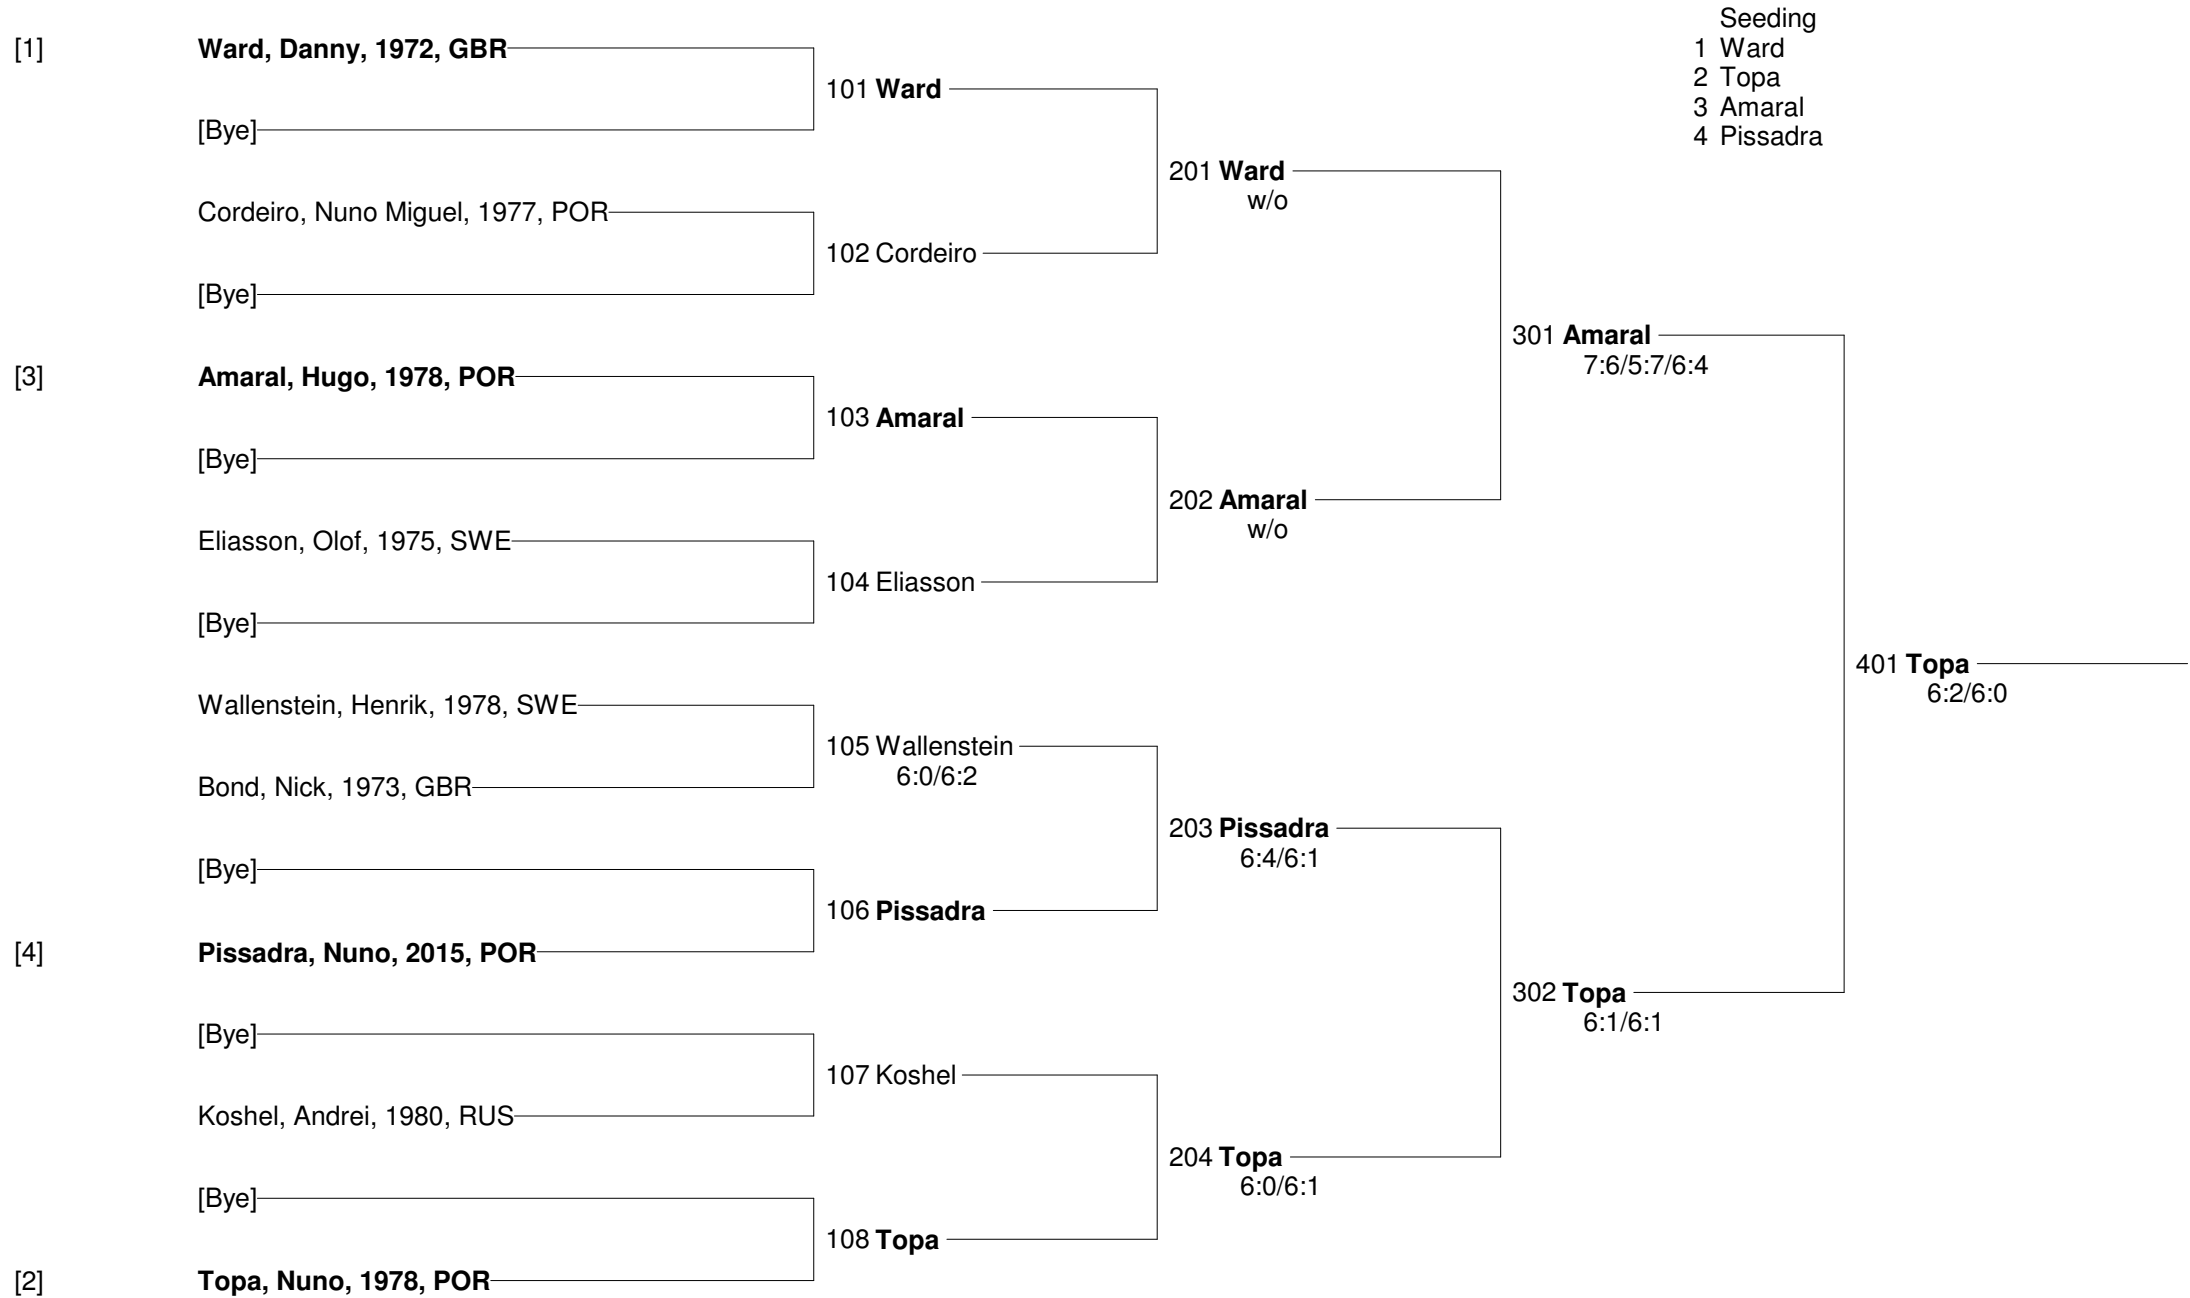 Seeding
1 Ward
2 Topa
3 Amaral
4 Pissadra
[1] Ward, Danny, 1972, GBR
101 Ward
[Bye]
201 Ward
w/o
Cordeiro, Nuno Miguel, 1977, POR
102 Cordeiro
[Bye]
301 Amaral
7:6/5:7/6:4
[3] Amaral, Hugo, 1978, POR
103 Amaral
[Bye]
202 Amaral
w/o
Eliasson, Olof, 1975, SWE
104 Eliasson
[Bye]
401 Topa
6:2/6:0
Wallenstein, Henrik, 1978, SWE
105 Wallenstein
6:0/6:2
Bond, Nick, 1973, GBR
203 Pissadra
6:4/6:1
[Bye]
106 Pissadra
[4] Pissadra, Nuno, 2015, POR
302 Topa
6:1/6:1
[Bye]
107 Koshel
Koshel, Andrei, 1980, RUS
204 Topa
6:0/6:1
[Bye]
108 Topa
[2] Topa, Nuno, 1978, POR